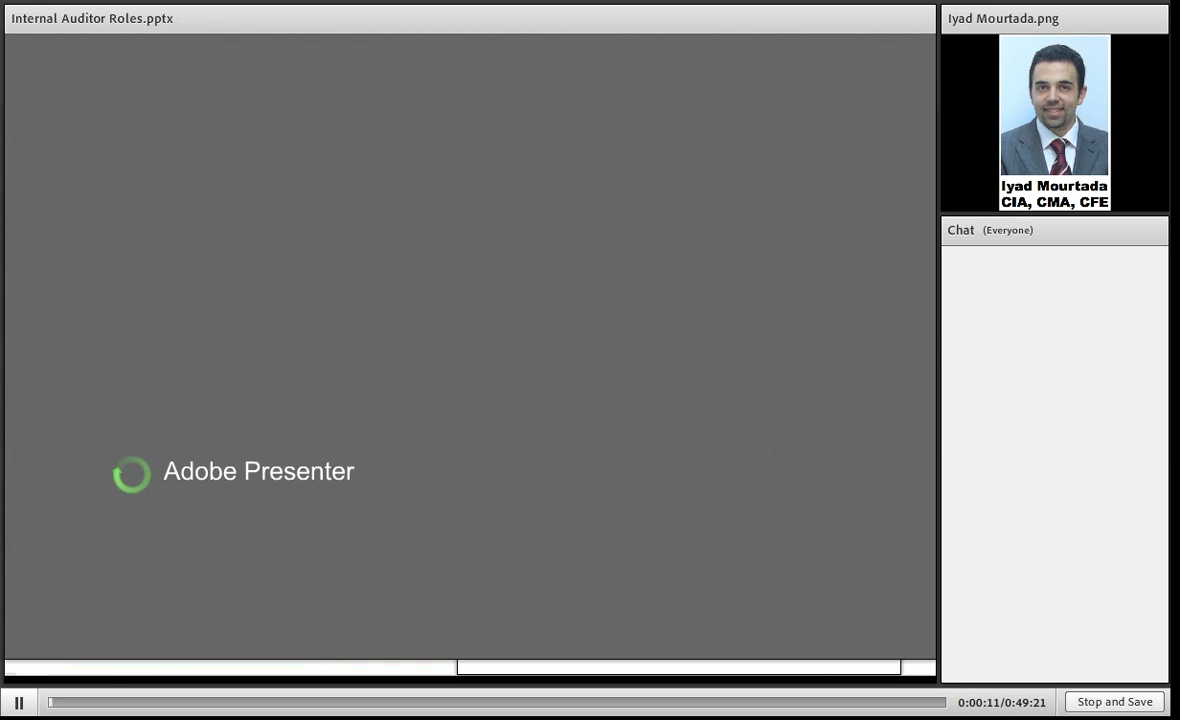 Internal Auditor Roles.pptx
Iyad Mourtada.png
Iyad Mourtada
CIA, CMA, CFE
Chat (Everyone)
Adobe Presenter
0:00:11/0:49:21
Stop and Save